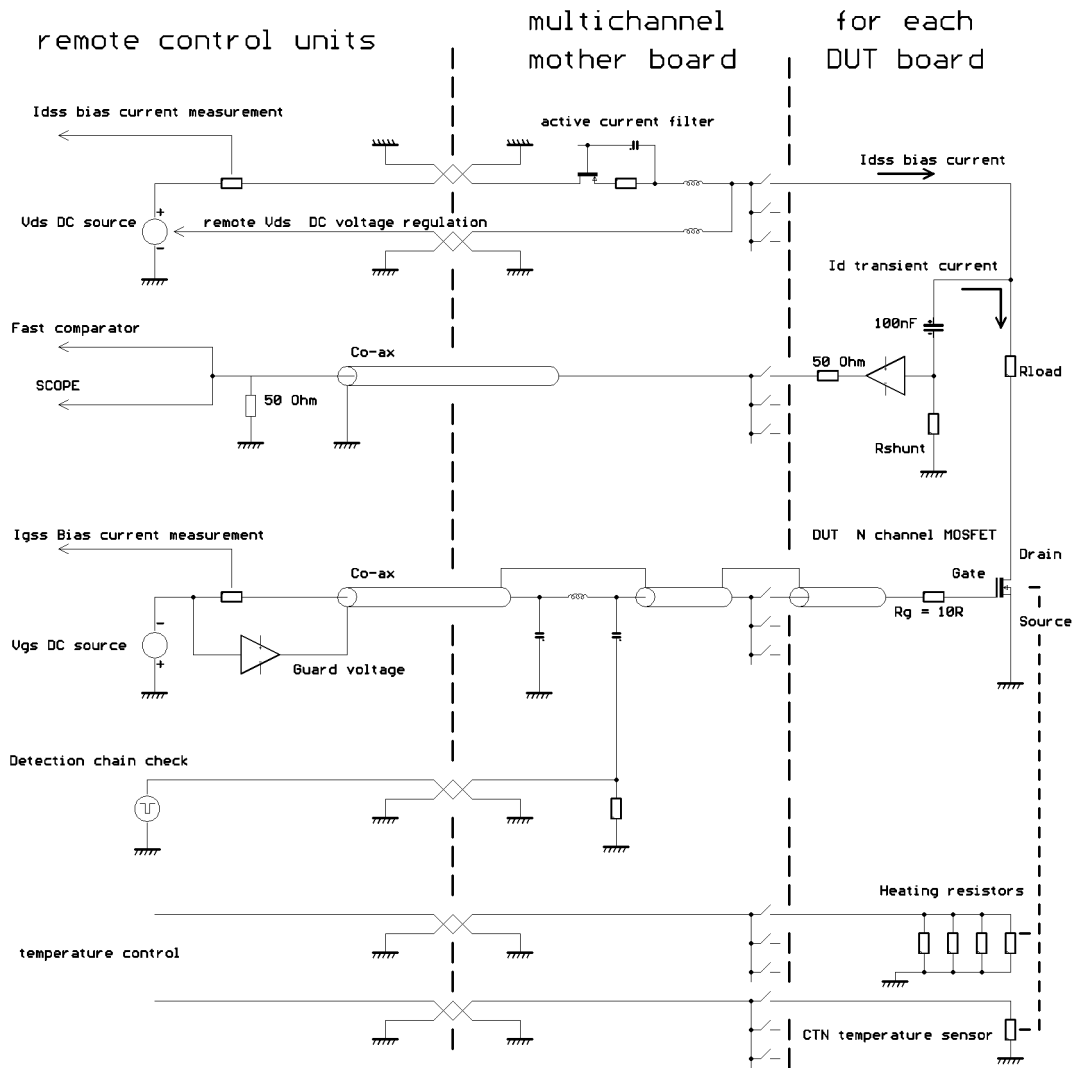 remote control units
multichannel
mother board
for each
DUT board
Idss bias current measurement
active current filter
Idss bias current
Vds DC source
+
-
remote Vds DC voltage regulation
Id transient current
Fast comparator
SCOPE
50 Ohm
Co-ax
100nF
+
-
50 Ohm
Rload
Rshunt
Igss Bias current measurement
Co-ax
DUT N channel MOSFET
Drain
Gate
Rg = 10R
Source
Vgs DC source
-
+
Guard voltage
Detection chain check
Heating resistors
temperature control
CTN temperature sensor